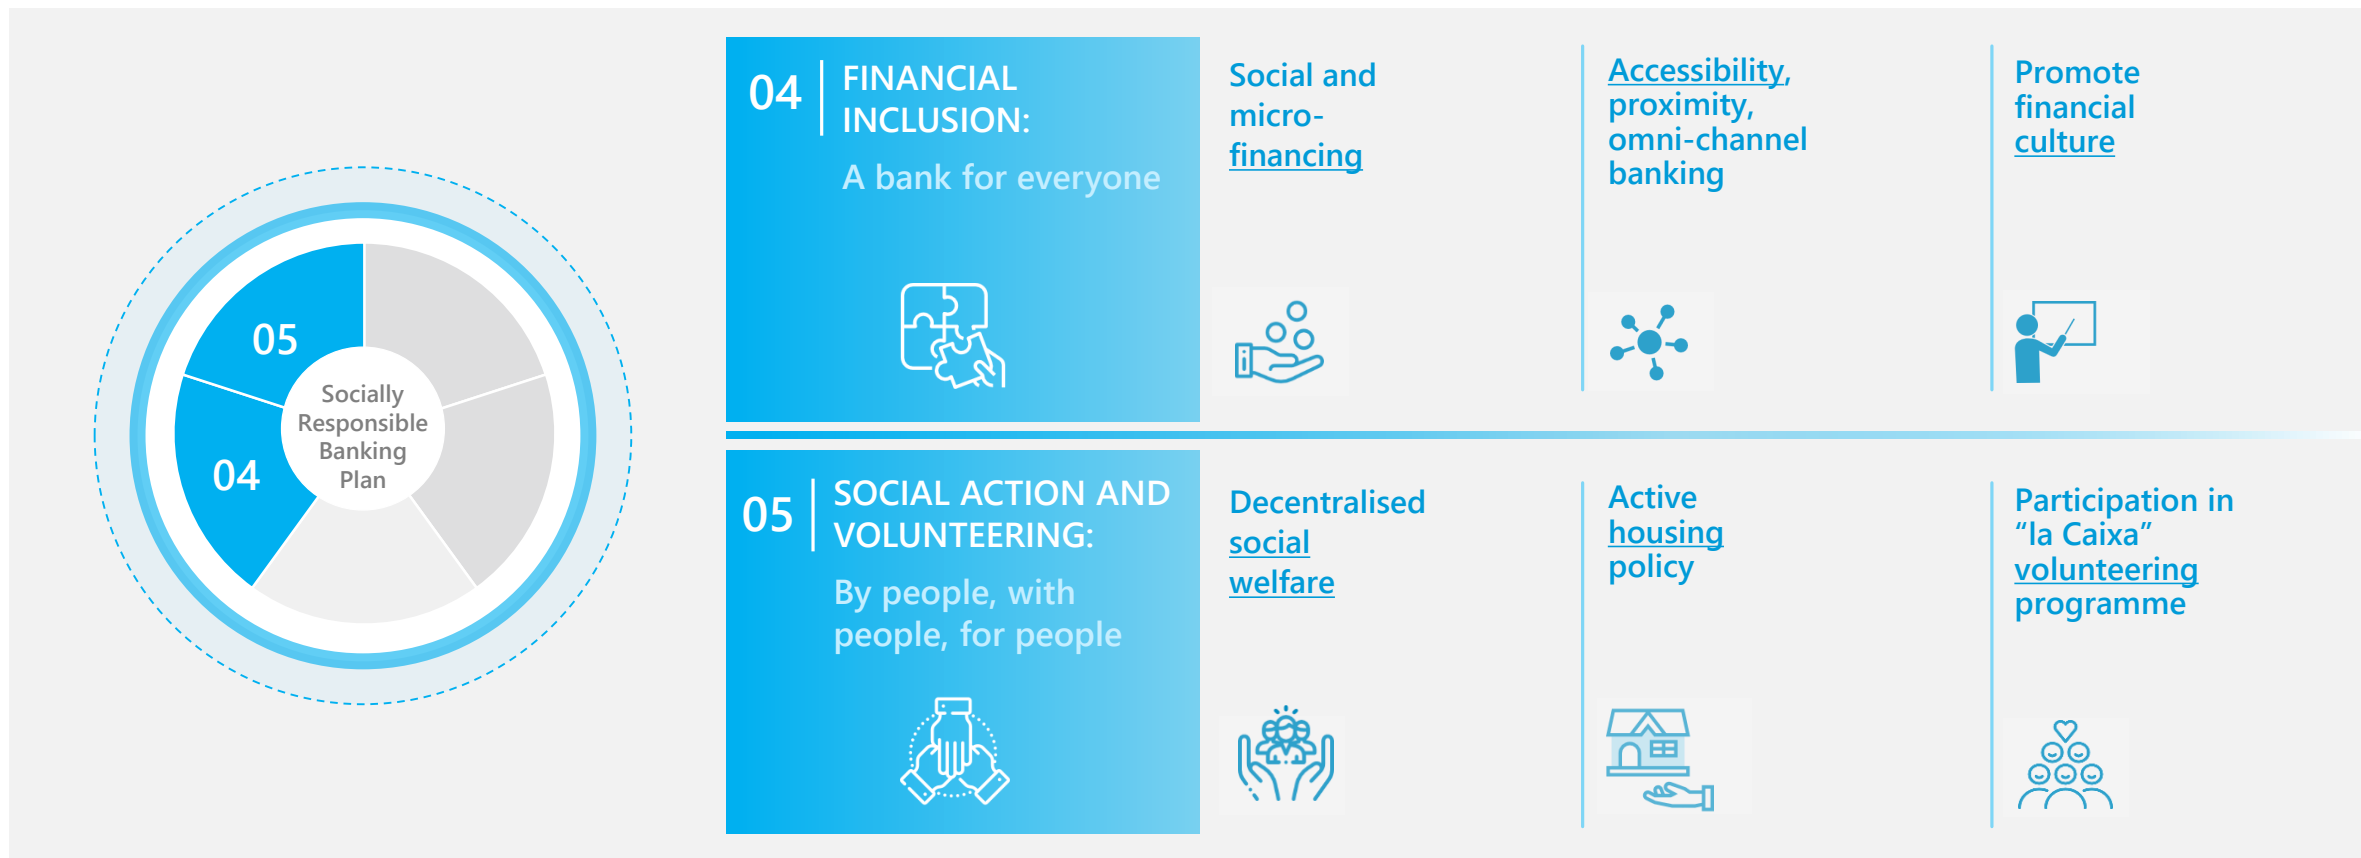 05
04
Socially
Responsible
Banking
Plan
04
FINANCIAL
INCLUSION:
A bank for everyone
Social and
micro-
financing
Accessibility,
proximity,
omni-channel
banking
Promote
financial
culture
05
SOCIAL ACTION AND
VOLUNTEERING:
By people, with
people, for people
Decentralised
social
welfare
Active
housing
policy
Participation in
“la Caixa”
volunteering
programme